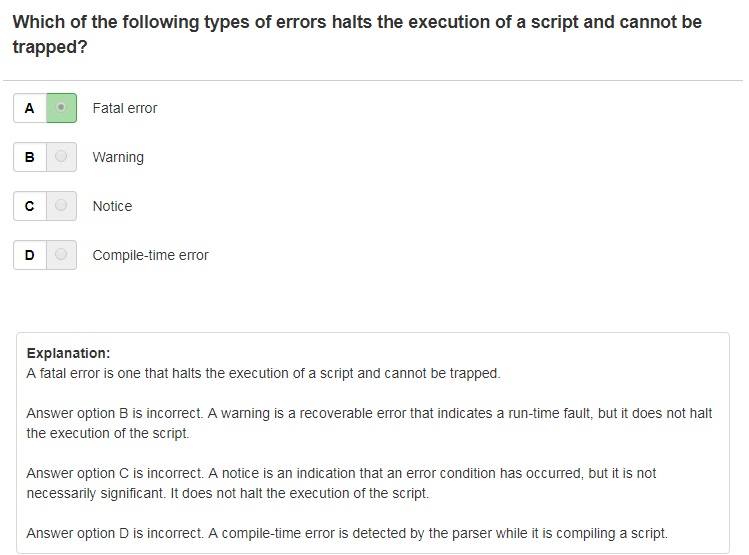 Which of the following types of errors halts the execution of a script and cannot be
trapped?
A Fatal error
B Warning
C Notice
D Compile-time error
Explanation:
A fatal error is one that halts the execution of a script and cannot be trapped.
Answer option B is incorrect. A warning is a recoverable error that indicates a run-time fault, but it does not halt
the execution of the script.
Answer option C is incorrect. A notice is an indication that an error condition has occurred, but it is not
necessarily significant. It does not halt the execution of the script.
Answer option D is incorrect. A compile-time error is detected by the parser while it is compiling a script.